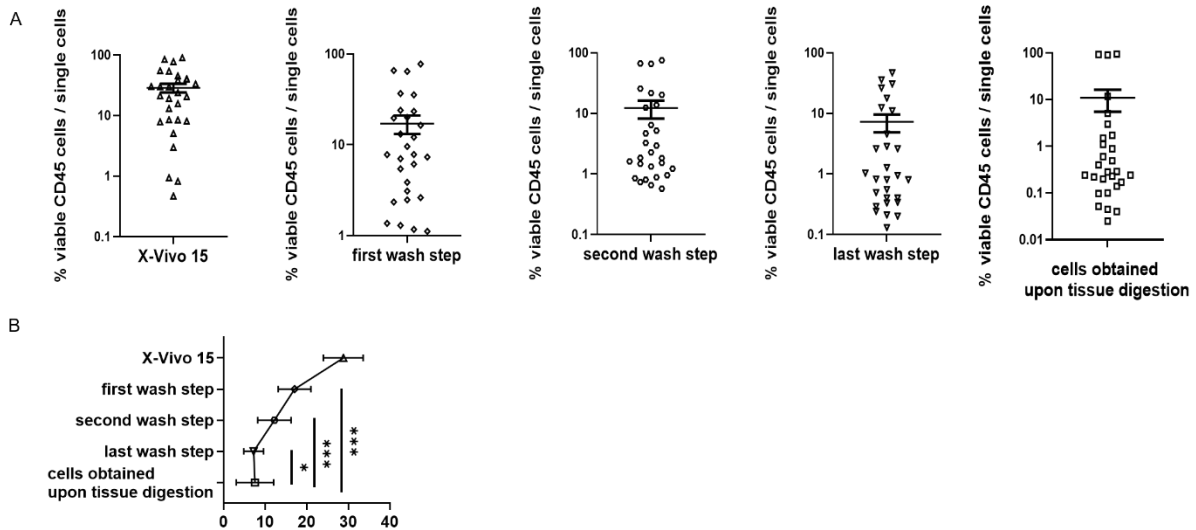 A
% viable CD45 cells / single cells
100
10
1
0.1
X-Vivo 15
% viable CD45 cells / single cells
100
10
1
first wash step
% viable CD45 cells / single cells
100
10
1
0.1
second wash step
% viable CD45 cells / single cells
100
10
1
0.1
last wash step
% viable CD45 cells / single cells
100
10
1
0.1
0.01
cells obtained
upon tissue digestion
B
X-Vivo 15
first wash step
second wash step
last wash step
cells obtained
upon tissue digestion
*
***
***
0 10 20 30 40